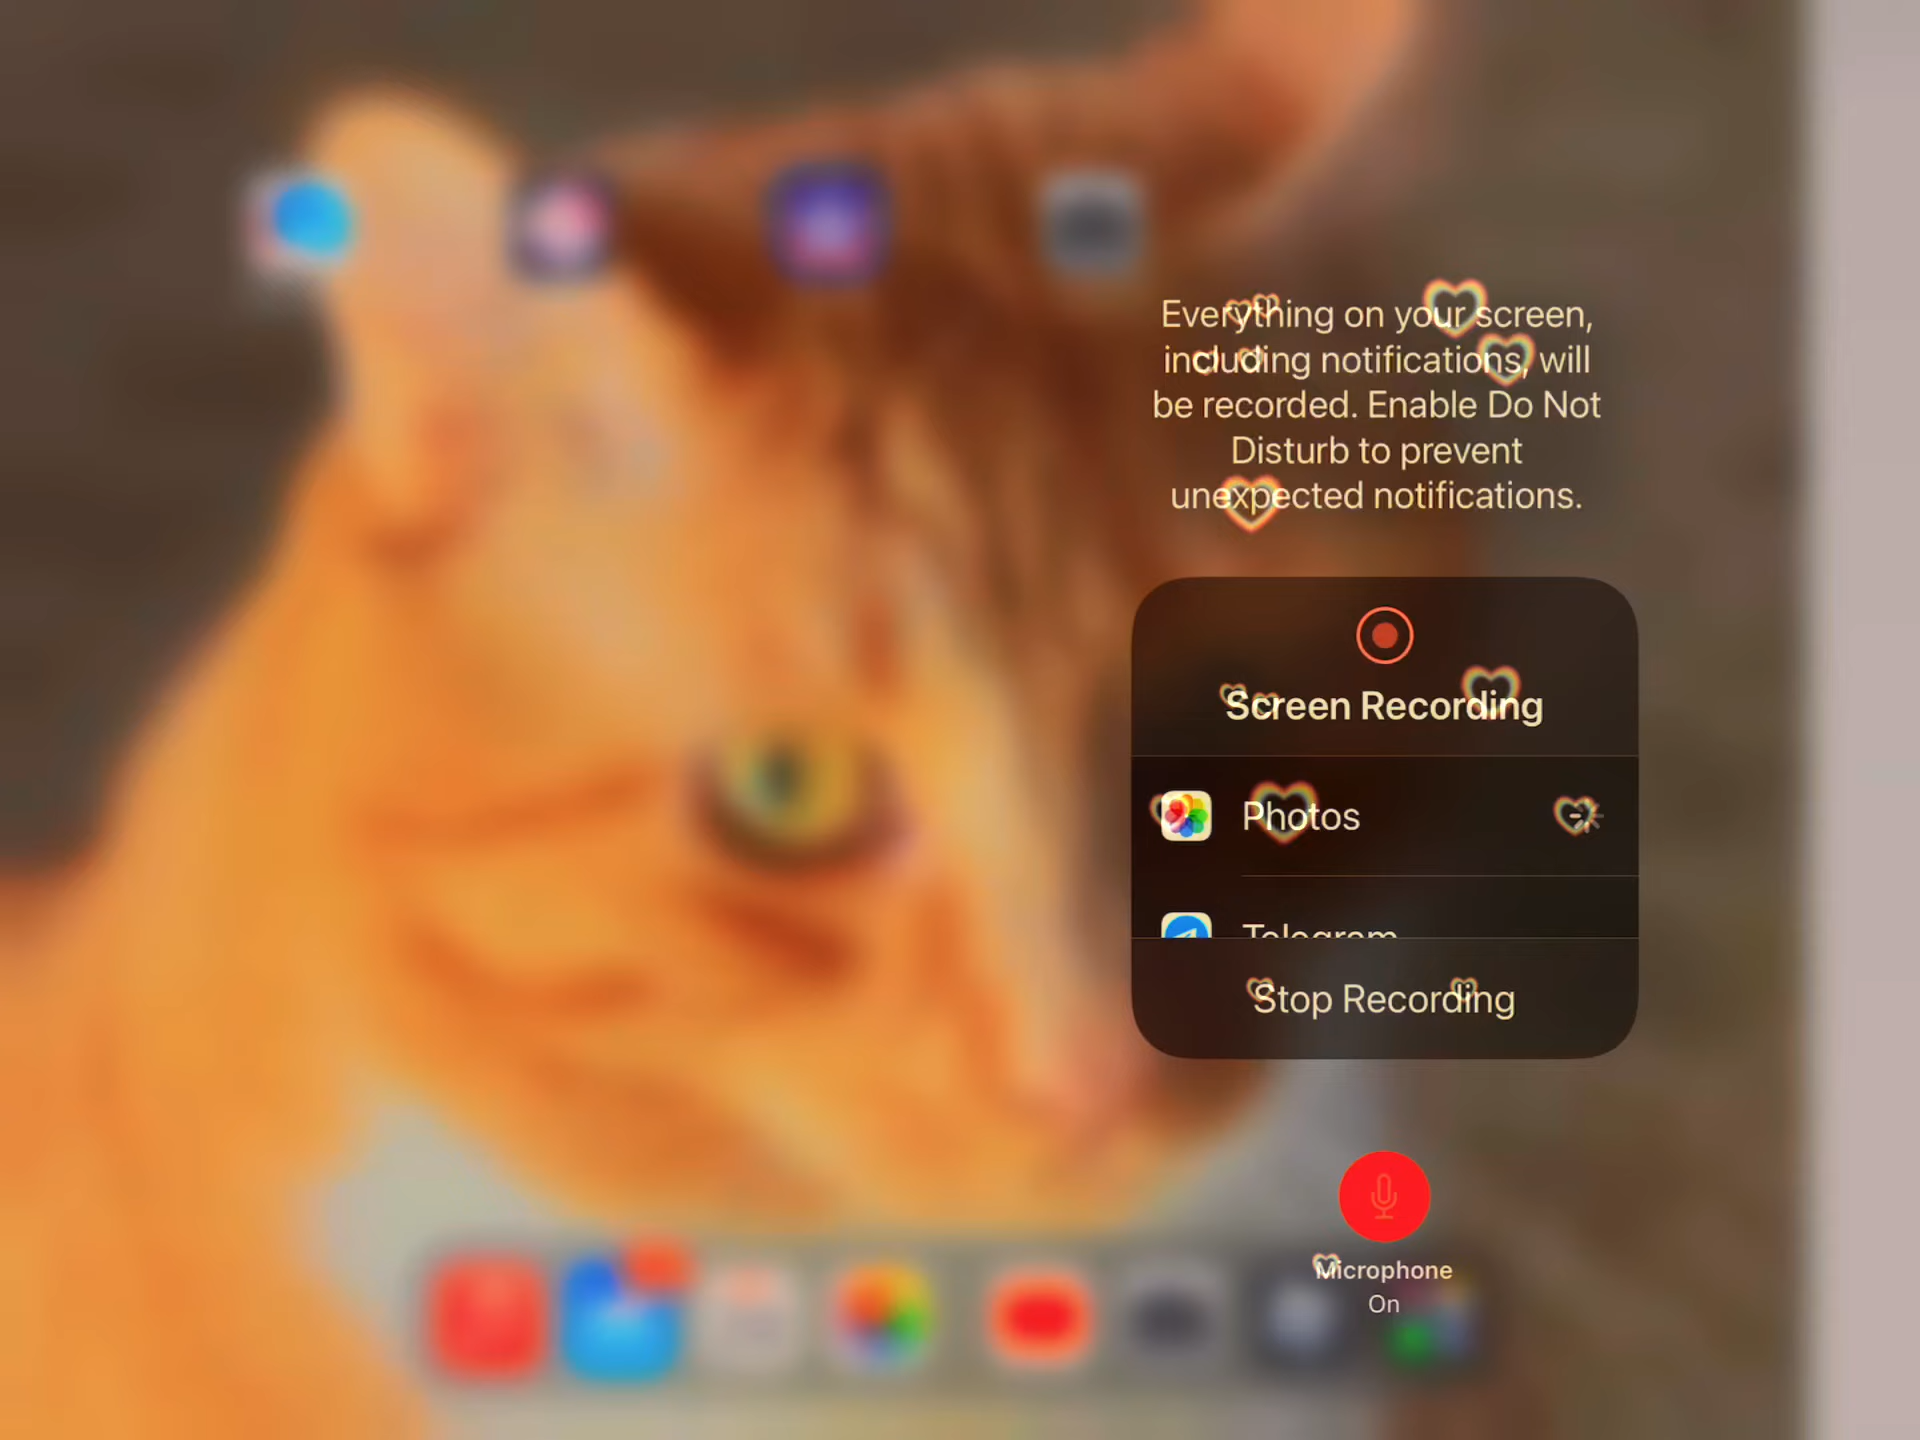 Everything on your screen,
including notifications, will
be recorded. Enable Do Not
Disturb to prevent
unexpected notifications.
Screen Recording
Photos
Telegram
Stop Recording
Microphone
On